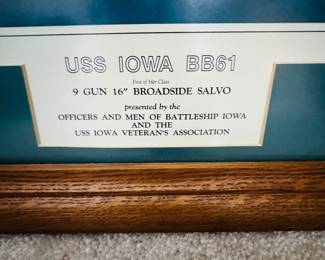 USS IOWA BB61
First of Her Class
9 GUN 16" BROADSIDE SALVO
presented by the
OFFICERS AND MEN OF BATTLESHIP IOWA
AND THE
USS IOWA VETERAN'S ASSOCIATION